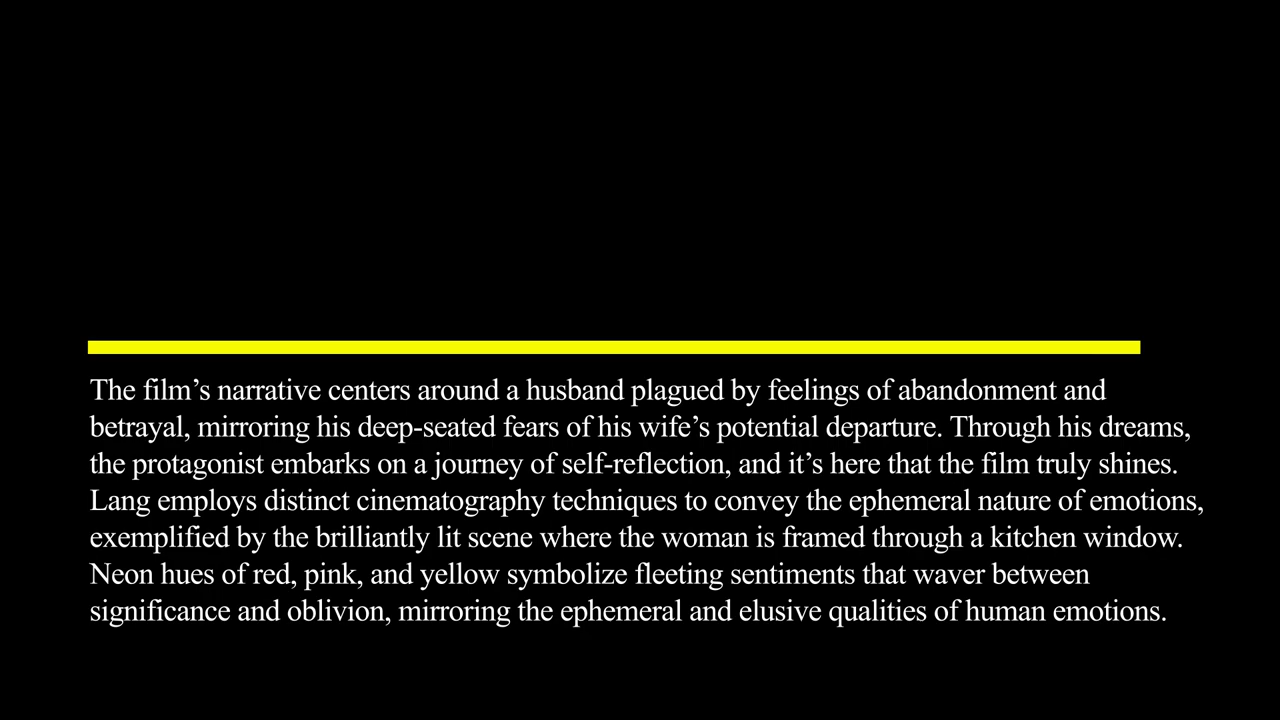 The film’s narrative centers around a husband plagued by feelings of abandonment and
betrayal, mirroring his deep-seated fears of his wife’s potential departure. Through his dreams,
the protagonist embarks on a journey of self-reflection, and it’s here that the film truly shines.
Lang employs distinct cinematography techniques to convey the ephemeral nature of emotions,
exemplified by the brilliantly lit scene where the woman is framed through a kitchen window.
Neon hues of red, pink, and yellow symbolize fleeting sentiments that waver between
significance and oblivion, mirroring the ephemeral and elusive qualities of human emotions.